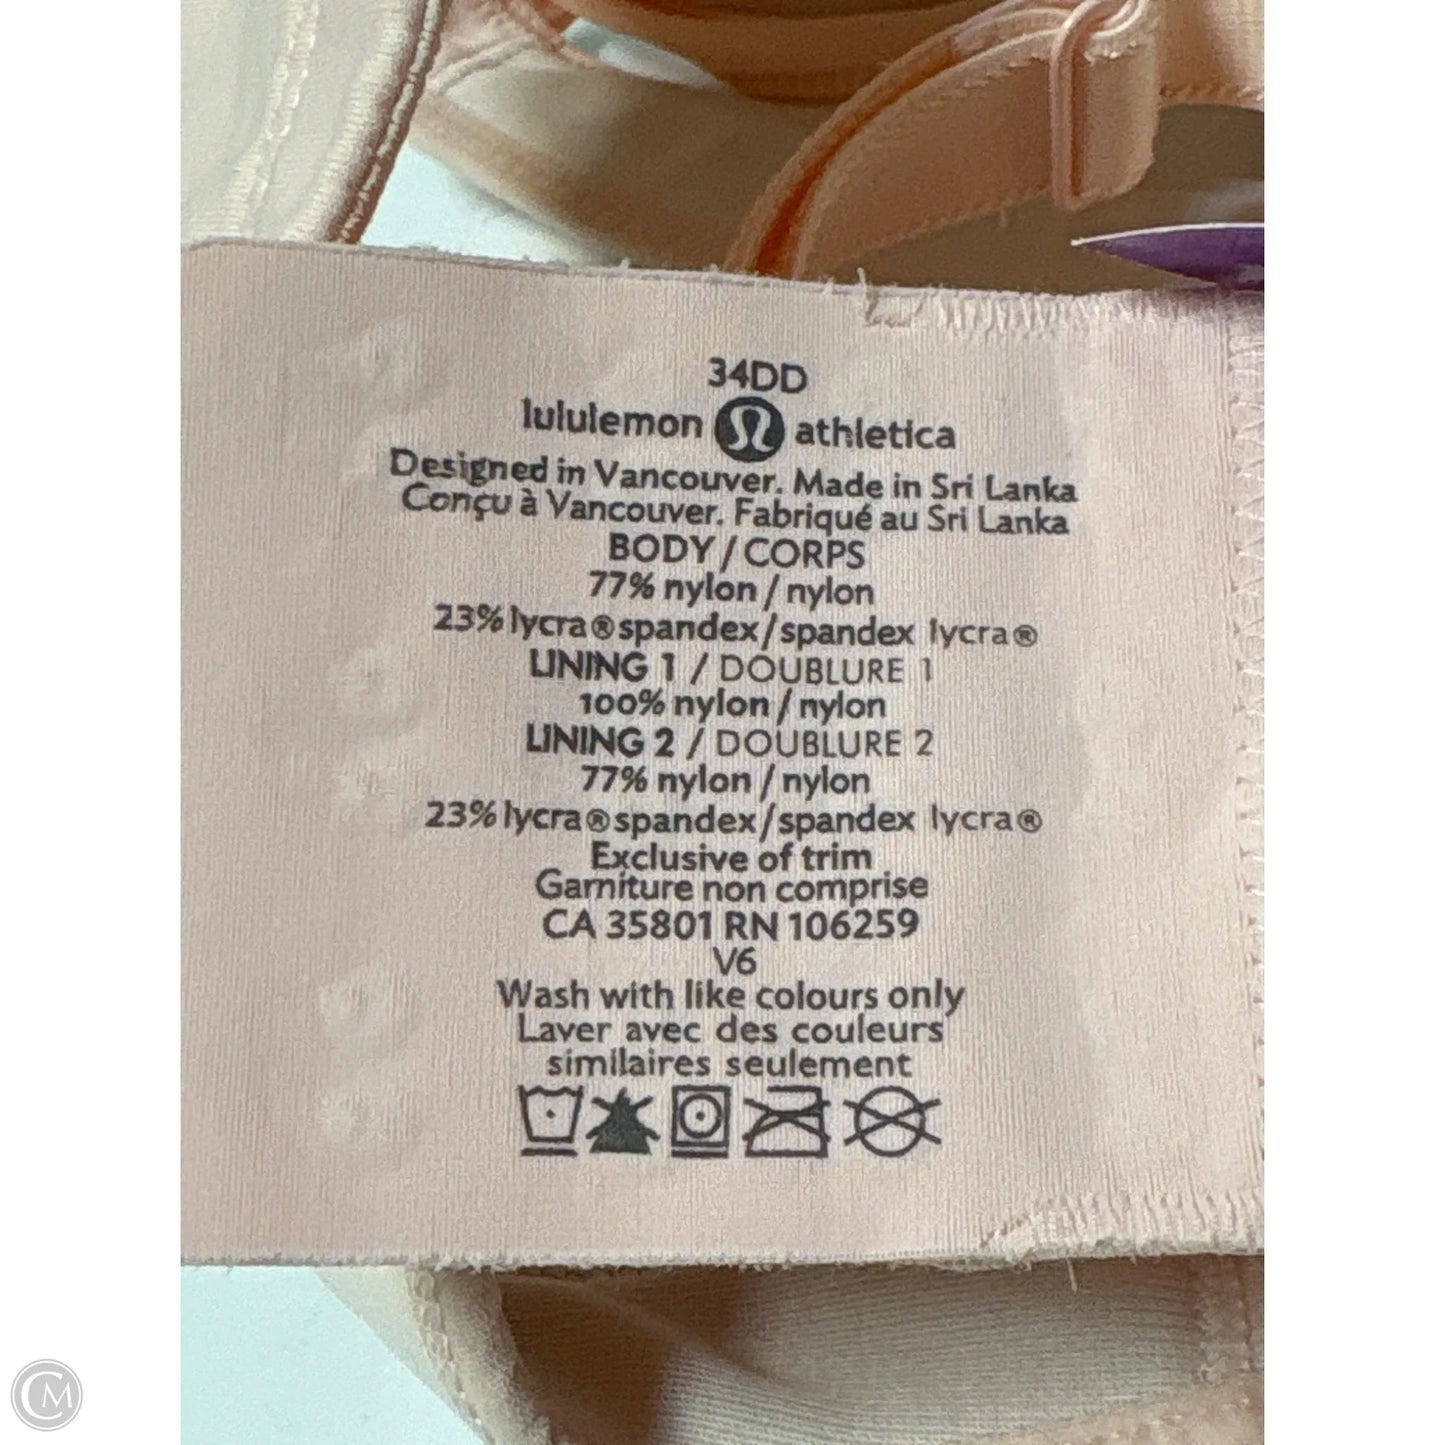 34DD
lululemon athletica
Designed in Vancouver. Made in Sri Lanka
Conçu à Vancouver. Fabriqué au Sri Lanka
BODY / CORPS
77% nylon / nylon
23% lycra® spandex/spandex lycra®
LINING 1 / DOUBLURE 1
100% nylon / nylon
LINING 2 / DOUBLURE 2
77% nylon / nylon
23% lycra® spandex/spandex lycra®
Exclusive of trim
Garniture non comprise
CA 35801 RN 106259
V6
Wash with like colours only
Laver avec des couleurs
similaires seulement
CM